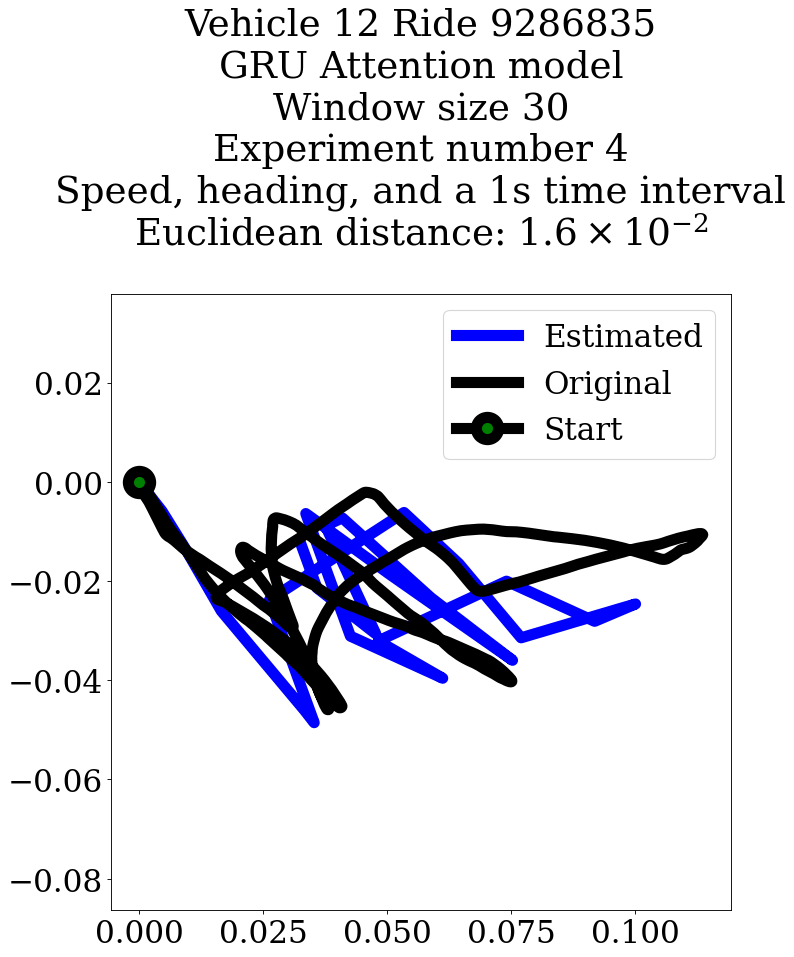 Vehicle 12 Ride 9286835
GRU Attention model
Window size 30
Experiment number 4
Speed, heading, and a 1s time interval
Euclidean distance: 1.6 × 10⁻²
Estimated
Original
Start
0.02
0.00
−0.02
−0.04
−0.06
−0.08
0.000 0.025 0.050 0.075 0.100